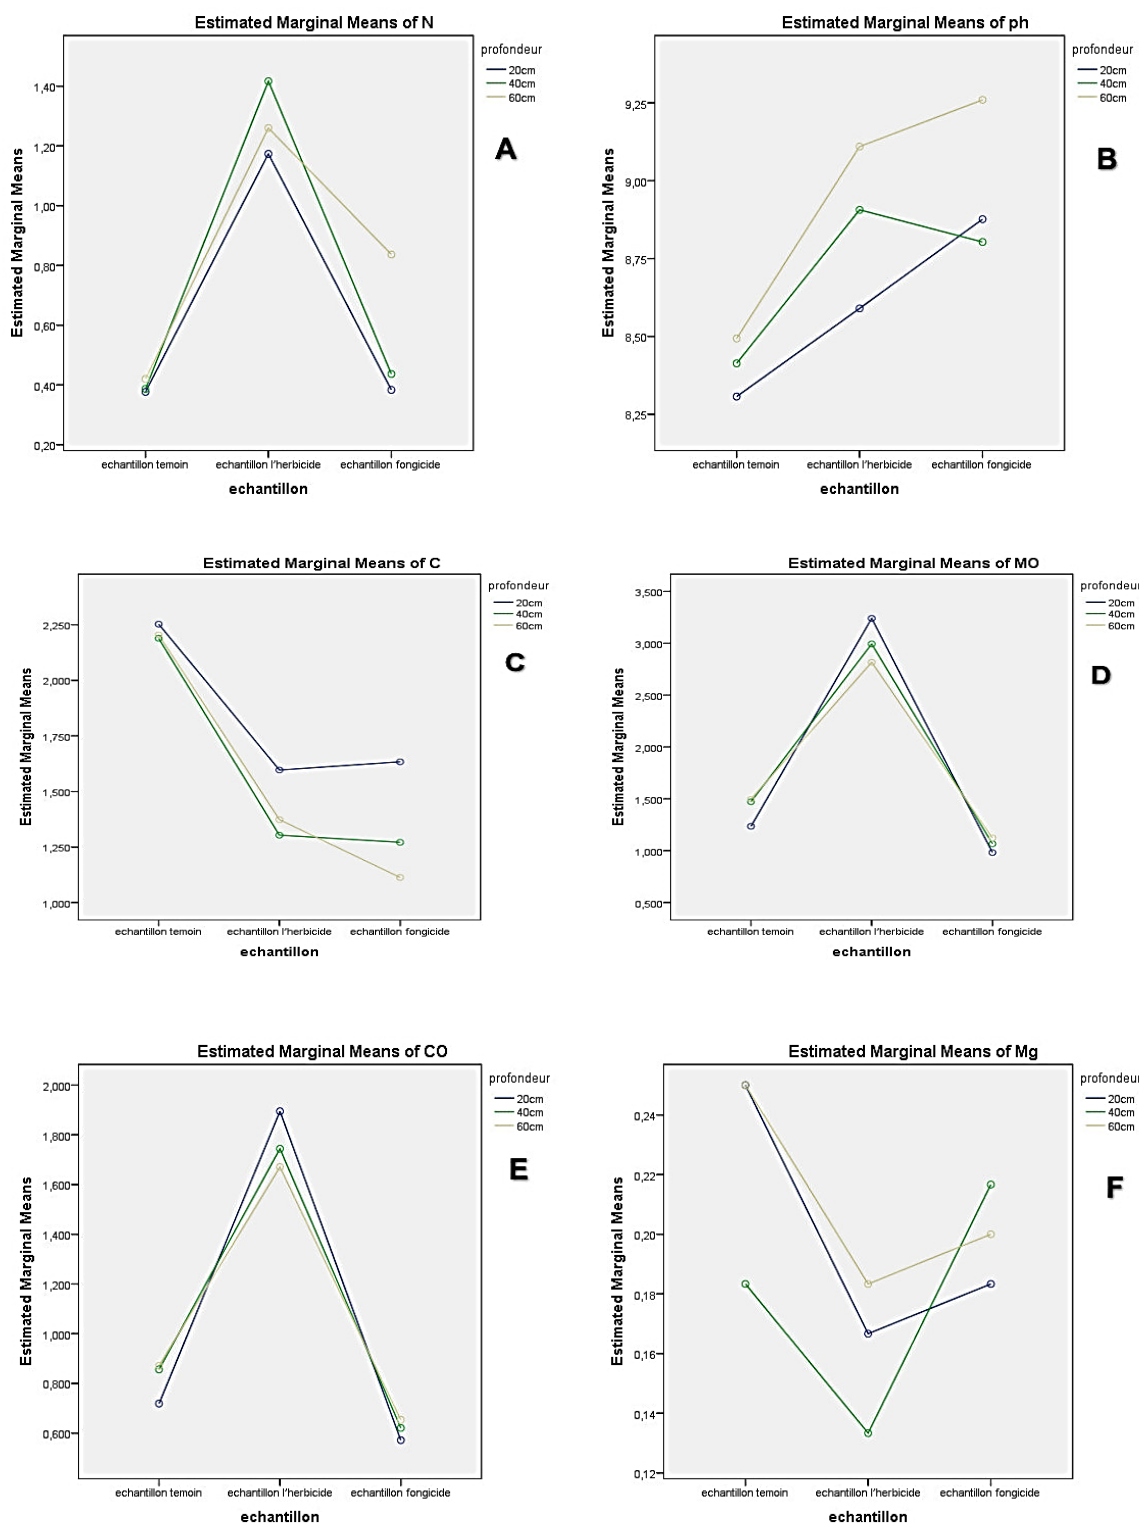 Estimated Marginal Means of N
profondeur
20cm
40cm
60cm
A
Estimated Marginal Means
1,40
1,20
1,00
0,80
0,60
0,40
0,20
echantillon temoin
echantillon l'herbicide
echantillon fongicide
echantillon
Estimated Marginal Means of ph
profondeur
20cm
40cm
60cm
B
Estimated Marginal Means
9,25
9,00
8,75
8,50
8,25
echantillon temoin
echantillon l'herbicide
echantillon fongicide
echantillon
Estimated Marginal Means of C
profondeur
20cm
40cm
60cm
C
Estimated Marginal Means
2,250
2,000
1,750
1,500
1,250
1,000
echantillon temoin
echantillon l'herbicide
echantillon fongicide
echantillon
Estimated Marginal Means of MO
profondeur
20cm
40cm
60cm
D
Estimated Marginal Means
3,500
3,000
2,500
2,000
1,500
1,000
0,500
echantillon temoin
echantillon l'herbicide
echantillon fongicide
echantillon
Estimated Marginal Means of CO
profondeur
20cm
40cm
60cm
E
Estimated Marginal Means
2,000
1,800
1,600
1,400
1,200
1,000
0,800
0,600
echantillon temoin
echantillon l'herbicide
echantillon fongicide
echantillon
Estimated Marginal Means of Mg
profondeur
20cm
40cm
60cm
F
Estimated Marginal Means
0,24
0,22
0,20
0,18
0,16
0,14
0,12
echantillon temoin
echantillon l'herbicide
echantillon fongicide
echantillon